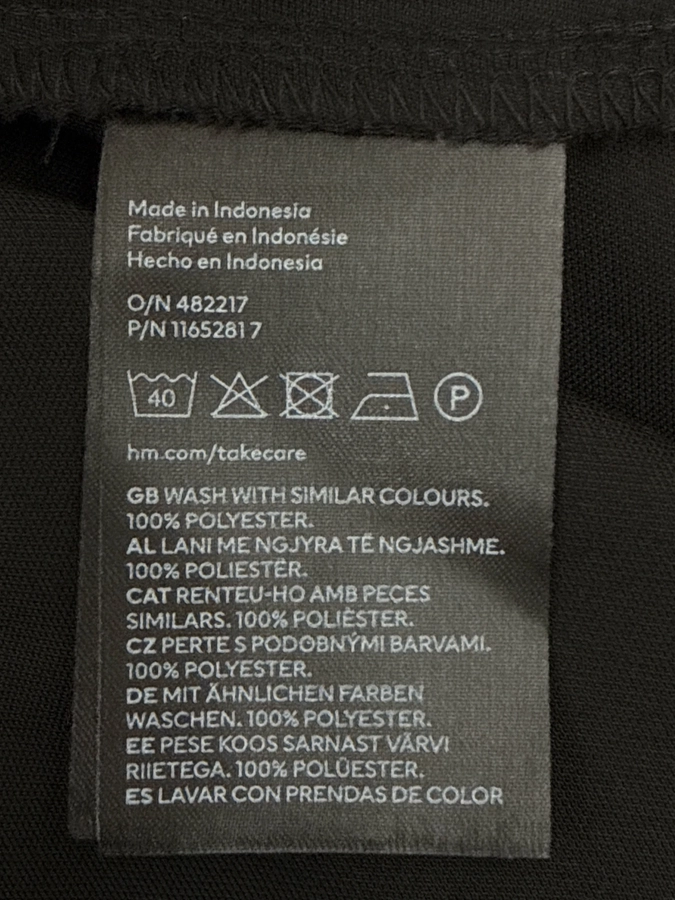 Made in Indonesia
Fabriqué en Indonésie
Hecho en Indonesia
O/N 482217
P/N 11652817
40 P
hm.com/takecare
GB WASH WITH SIMILAR COLOURS.
100% POLYESTER.
AL LANI ME NGJYRA TË NGJASHME.
100% POLIESTËR.
CAT RENTEU-HO AMB PECES
SIMILARS. 100% POLIÈSTER.
CZ PERTE S PODOBNÝMI BARVAMI.
100% POLYESTER.
DE MIT ÄHNLICHEN FARBEN
WASCHEN. 100% POLYESTER.
EE PESE KOOS SARNAST VÄRVI
RIIETEGA. 100% POLÜESTER.
ES LAVAR CON PRENDAS DE COLOR